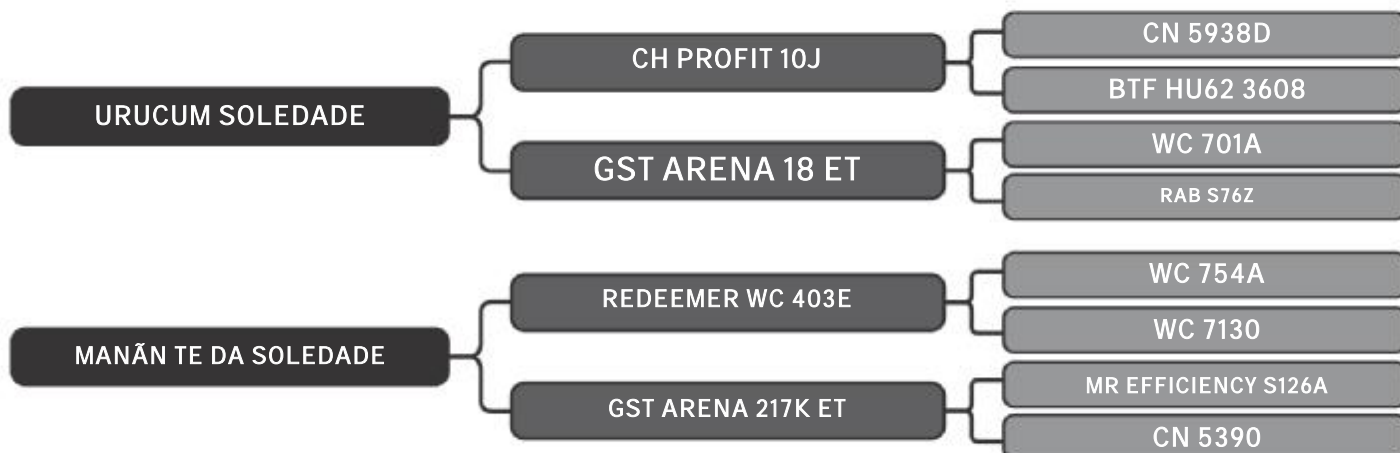 URUCUM SOLEDADE
CH PROFIT 10J
GST ARENA 18 ET
CN 5938D
BTF HU62 3608
WC 701A
RAB S76Z
MANÃN TE DA SOLEDADE
REDEEMER WC 403E
GST ARENA 217K ET
WC 754A
WC 7130
MR EFFICIENCY S126A
CN 5390